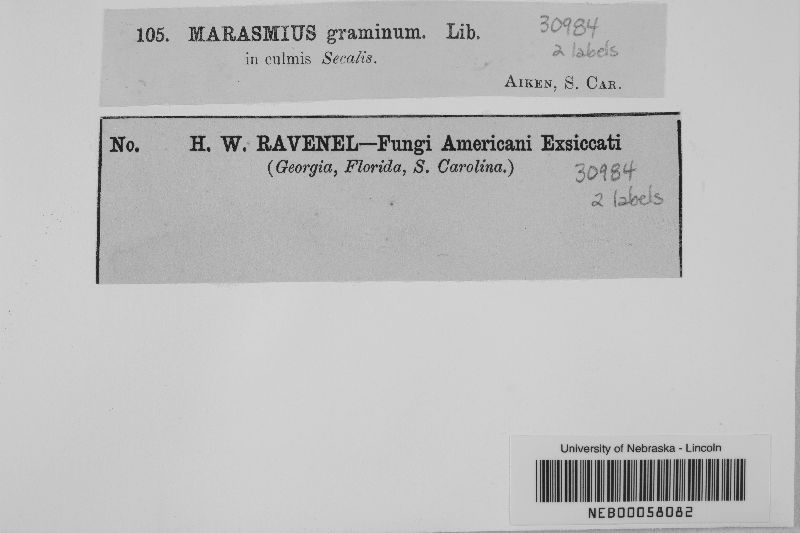 105. MARASMIUS graminum. Lib. 30984
in culmis Secalis. 2 labels
AIKEN, S. CAR.
No. H. W. RAVENEL—Fungi Americani Exsiccati
(Georgia, Florida, S. Carolina.) 30984
2 labels
University of Nebraska - Lincoln
NEB00058082